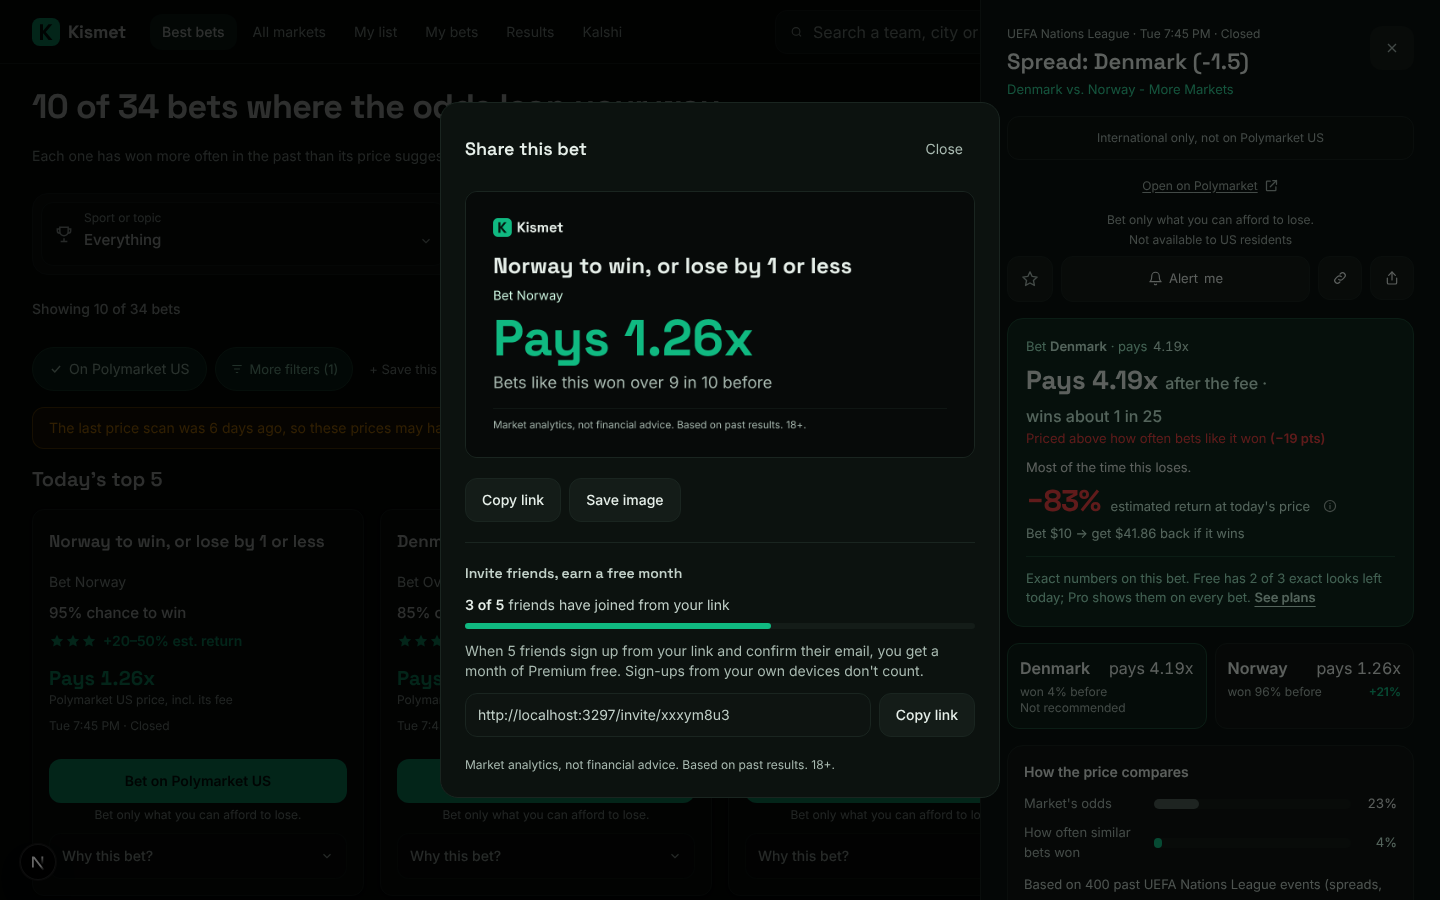 Kismet
Best bets
All markets
My list
My bets
Results
Kalshi
Search a team, city or
10 of 34 bets where the odds lean your way
Each one has won more often in the past than its price sugges
Sport or topic
Everything
Showing 10 of 34 bets
On Polymarket US
More filters (1)
+ Save this
The last price scan was 6 days ago, so these prices may ha
Today's top 5
Norway to win, or lose by 1 or less
Bet Norway
95% chance to win
★★★ +20–50% est. return
Pays 1.26x
Polymarket US price, incl. its fee
Tue 7:45 PM · Closed
Bet on Polymarket US
Bet only what you can afford to lose.
Why this bet?
Denm
Bet Ov
85% c
Pays
Polyma
Tue 7:4
Bet only what you can afford to lose.
Why this bet?
Bet only what you can afford to lo
Why this bet?
Share this bet
Close
K Kismet
Norway to win, or lose by 1 or less
Bet Norway
Pays 1.26x
Bets like this won over 9 in 10 before
Market analytics, not financial advice. Based on past results. 18+.
Copy link
Save image
Invite friends, earn a free month
3 of 5 friends have joined from your link
When 5 friends sign up from your link and confirm their email, you get a
month of Premium free. Sign-ups from your own devices don't count.
http://localhost:3297/invite/xxxym8u3
Copy link
Market analytics, not financial advice. Based on past results. 18+.
UEFA Nations League · Tue 7:45 PM · Closed
Spread: Denmark (-1.5)
Denmark vs. Norway - More Markets
International only, not on Polymarket US
Open on Polymarket
Bet only what you can afford to lose.
Not available to US residents
Alert me
Bet Denmark · pays 4.19x
Pays 4.19x after the fee ·
wins about 1 in 25
Priced above how often bets like it won (−19 pts)
Most of the time this loses.
−83% estimated return at today's price
Bet $10 → get $41.86 back if it wins
Exact numbers on this bet. Free has 2 of 3 exact looks left
today; Pro shows them on every bet. See plans
Denmark pays 4.19x
won 4% before
Not recommended
Norway pays 1.26x
won 96% before +21%
How the price compares
Market's odds 23%
How often similar
bets won 4%
Based on 400 past UEFA Nations League events (spreads,